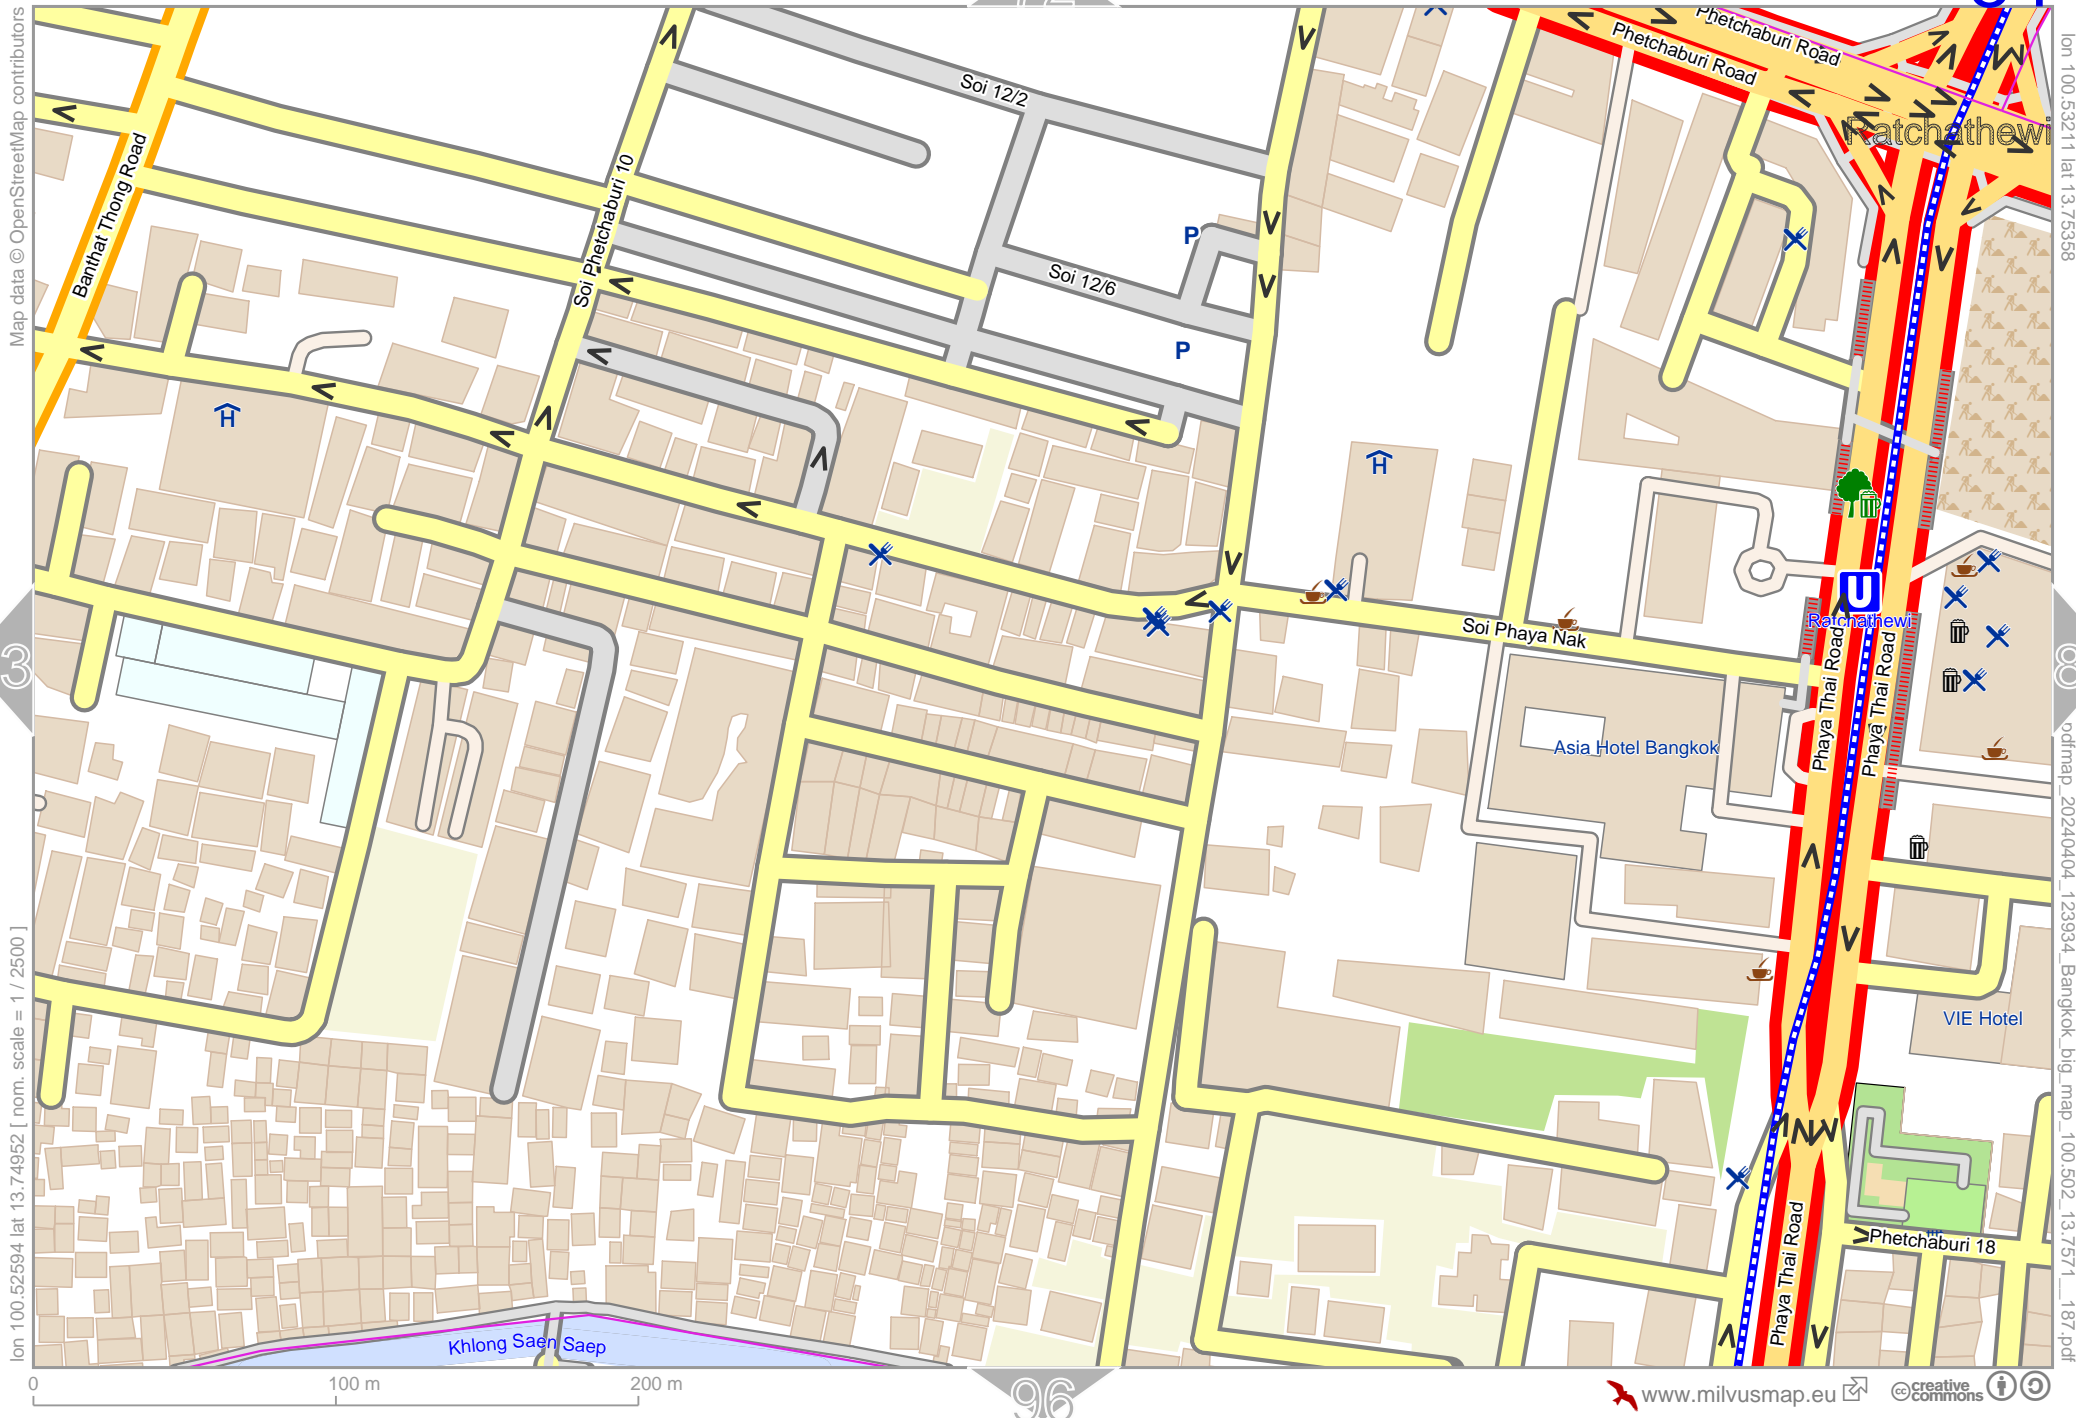 Map data © OpenStreetMap contributors
lon 100.53211 lat 13.75358
Phetchaburi Road
Phetchaburi Road
Soi 12/2
Ratchathewi
Banthat Thong Road
Soi Phetchaburi 10
P
Soi 12/6
P
H
H
U
Ratchathewi
Soi Phaya Nak
3
8
Phaya Thai Road
Phaya Thai Road
Asia Hotel Bangkok
VIE Hotel
Phetchaburi 18
Phaya Thai Road
Khlong Saen Saep
lon 100.52594 lat 13.74952 [ nom. scale = 1 / 2500 ]
pdfmap_20240404_123934_Bangkok_big_map_100.502_13.7571__187.pdf
0
100 m
200 m
96
www.milvusmap.eu
cc creative commons